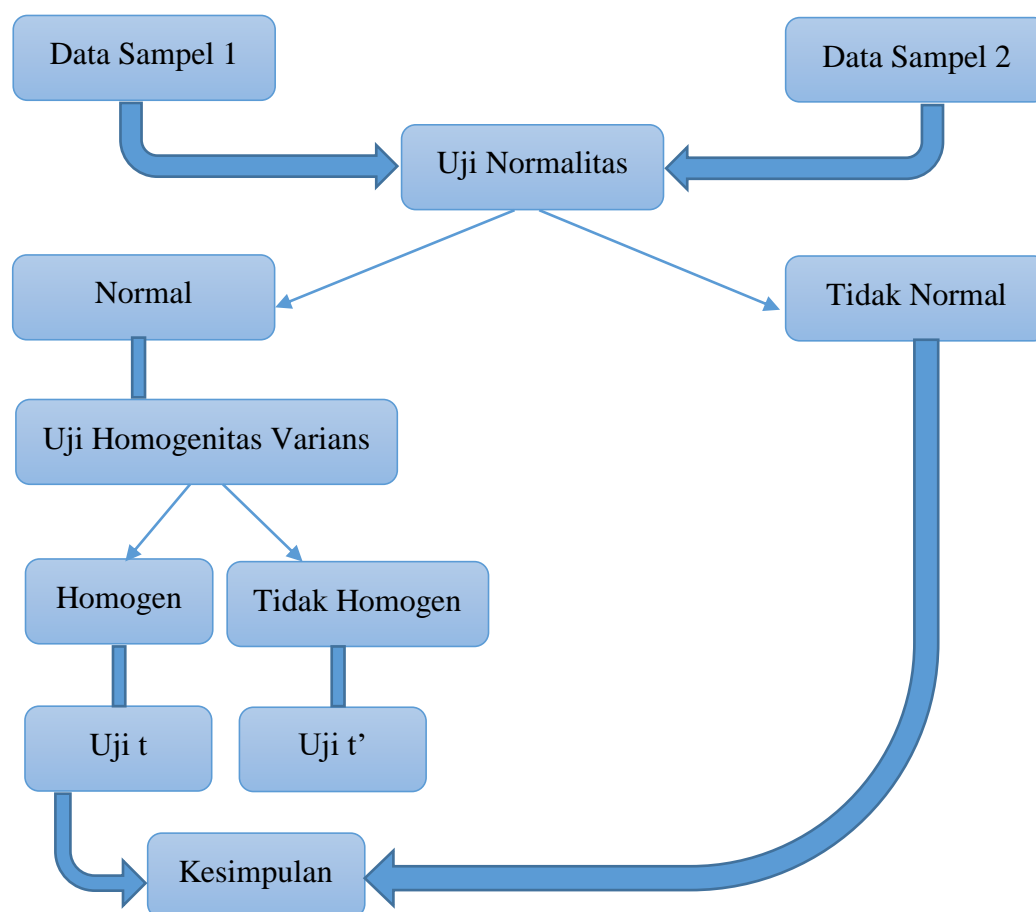 Data Sampel 1
Data Sampel 2
Uji Normalitas
Normal
Tidak Normal
Uji Homogenitas Varians
Homogen
Tidak Homogen
Uji t
Uji t’
Kesimpulan